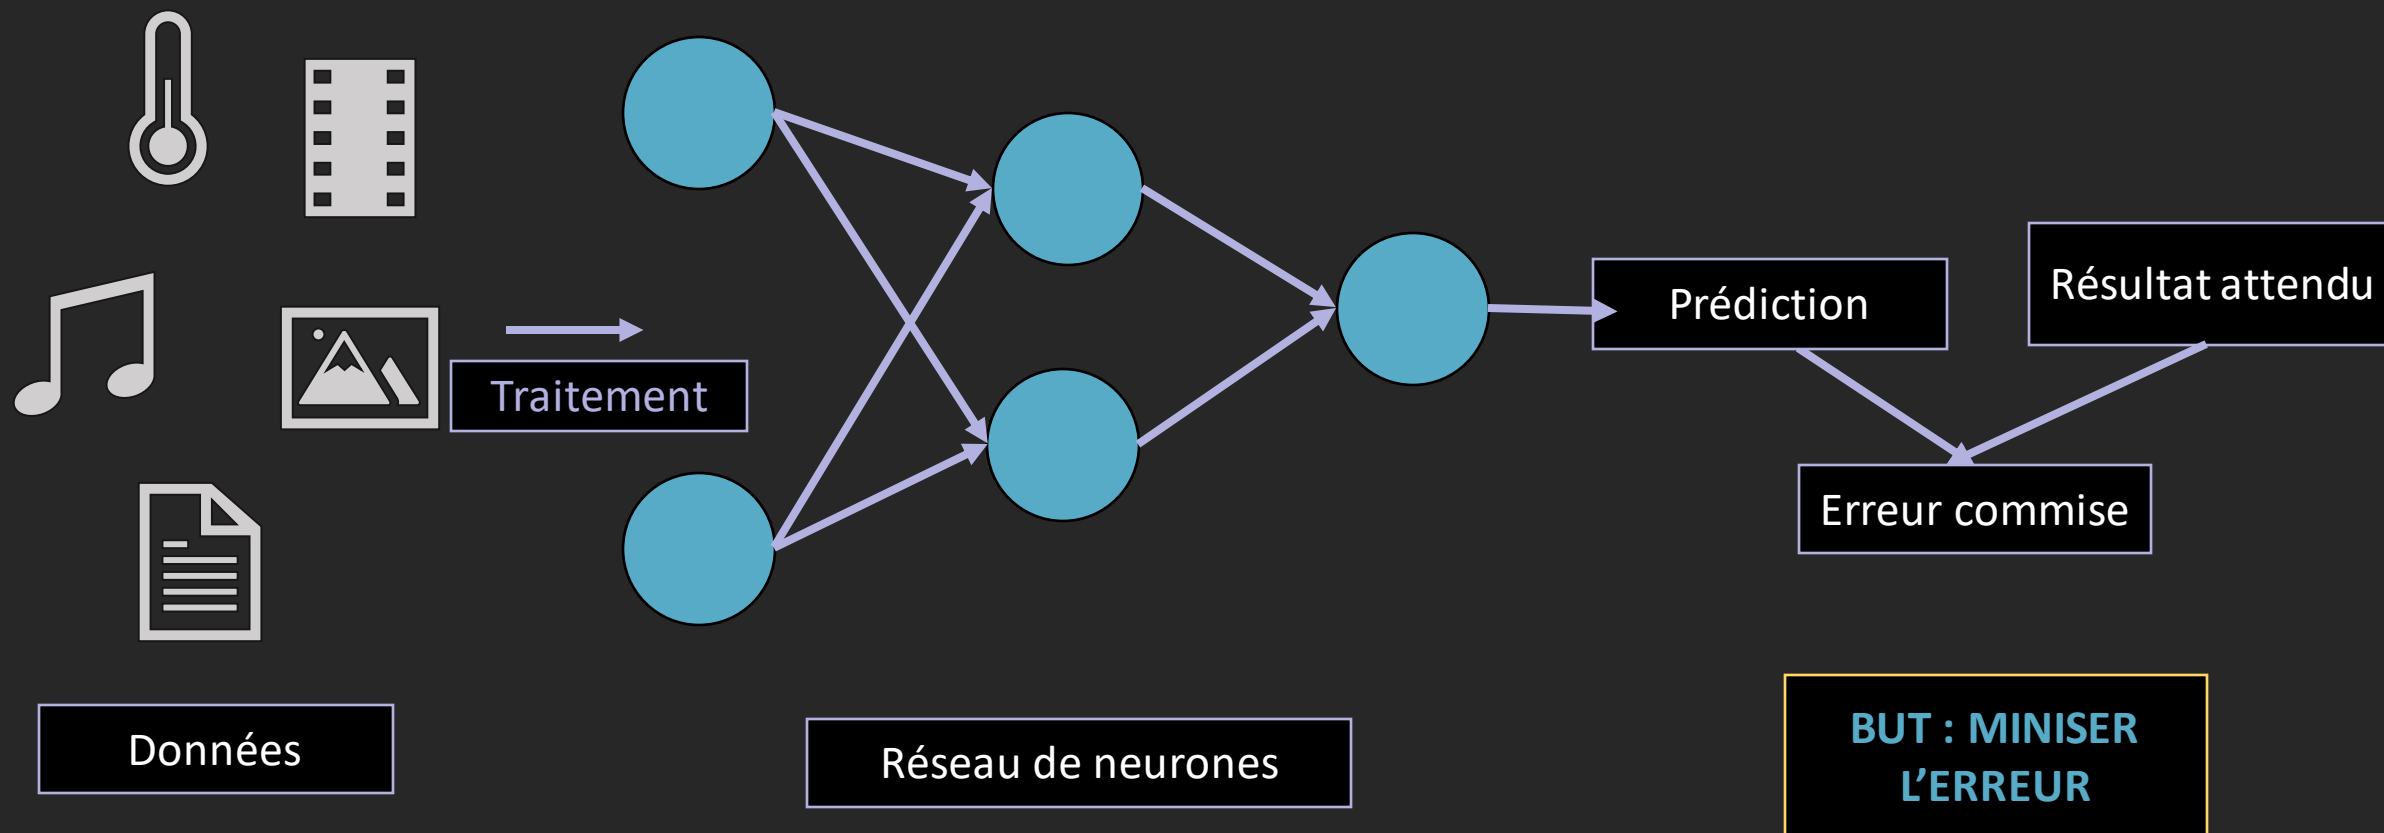 Traitement
Prédiction
Résultat attendu
Erreur commise
Données
Réseau de neurones
BUT : MINISER
L’ERREUR